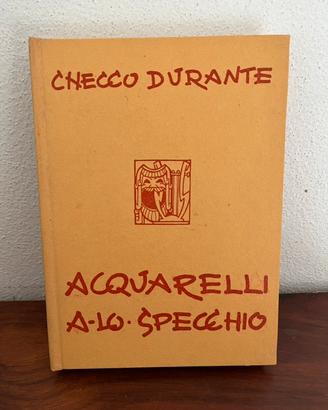 CHECCO DURANTE
ACQUARELLI
A·LO·SPECCHIO